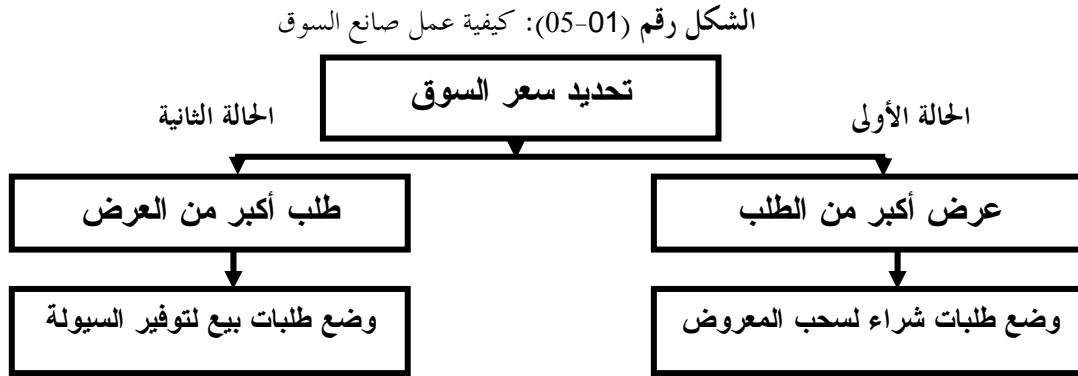 الشكل رقم (01-05): كيفية عمل صانع السوق
تحديد سعر السوق
الحالة الأولى
الحالة الثانية
عرض أكبر من الطلب
طلب أكبر من العرض
وضع طلبات شراء لسحب المعروض
وضع طلبات بيع لتوفير السيولة